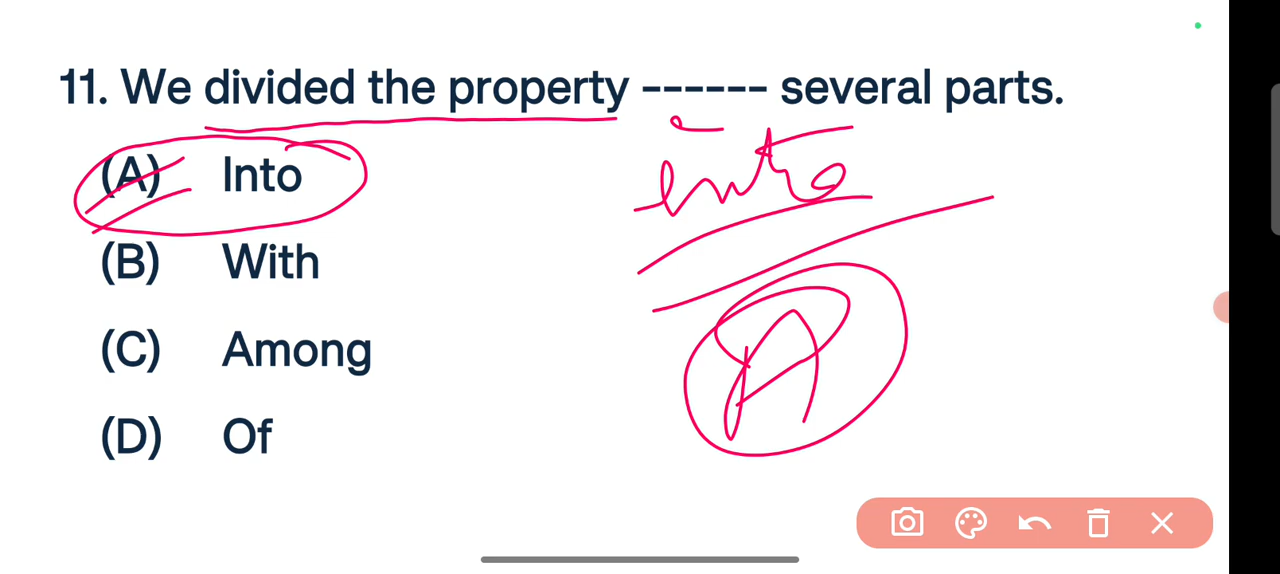 11. We divided the property ------ several parts.
(A) Into
into
(B) With
(C) Among
A
(D) Of